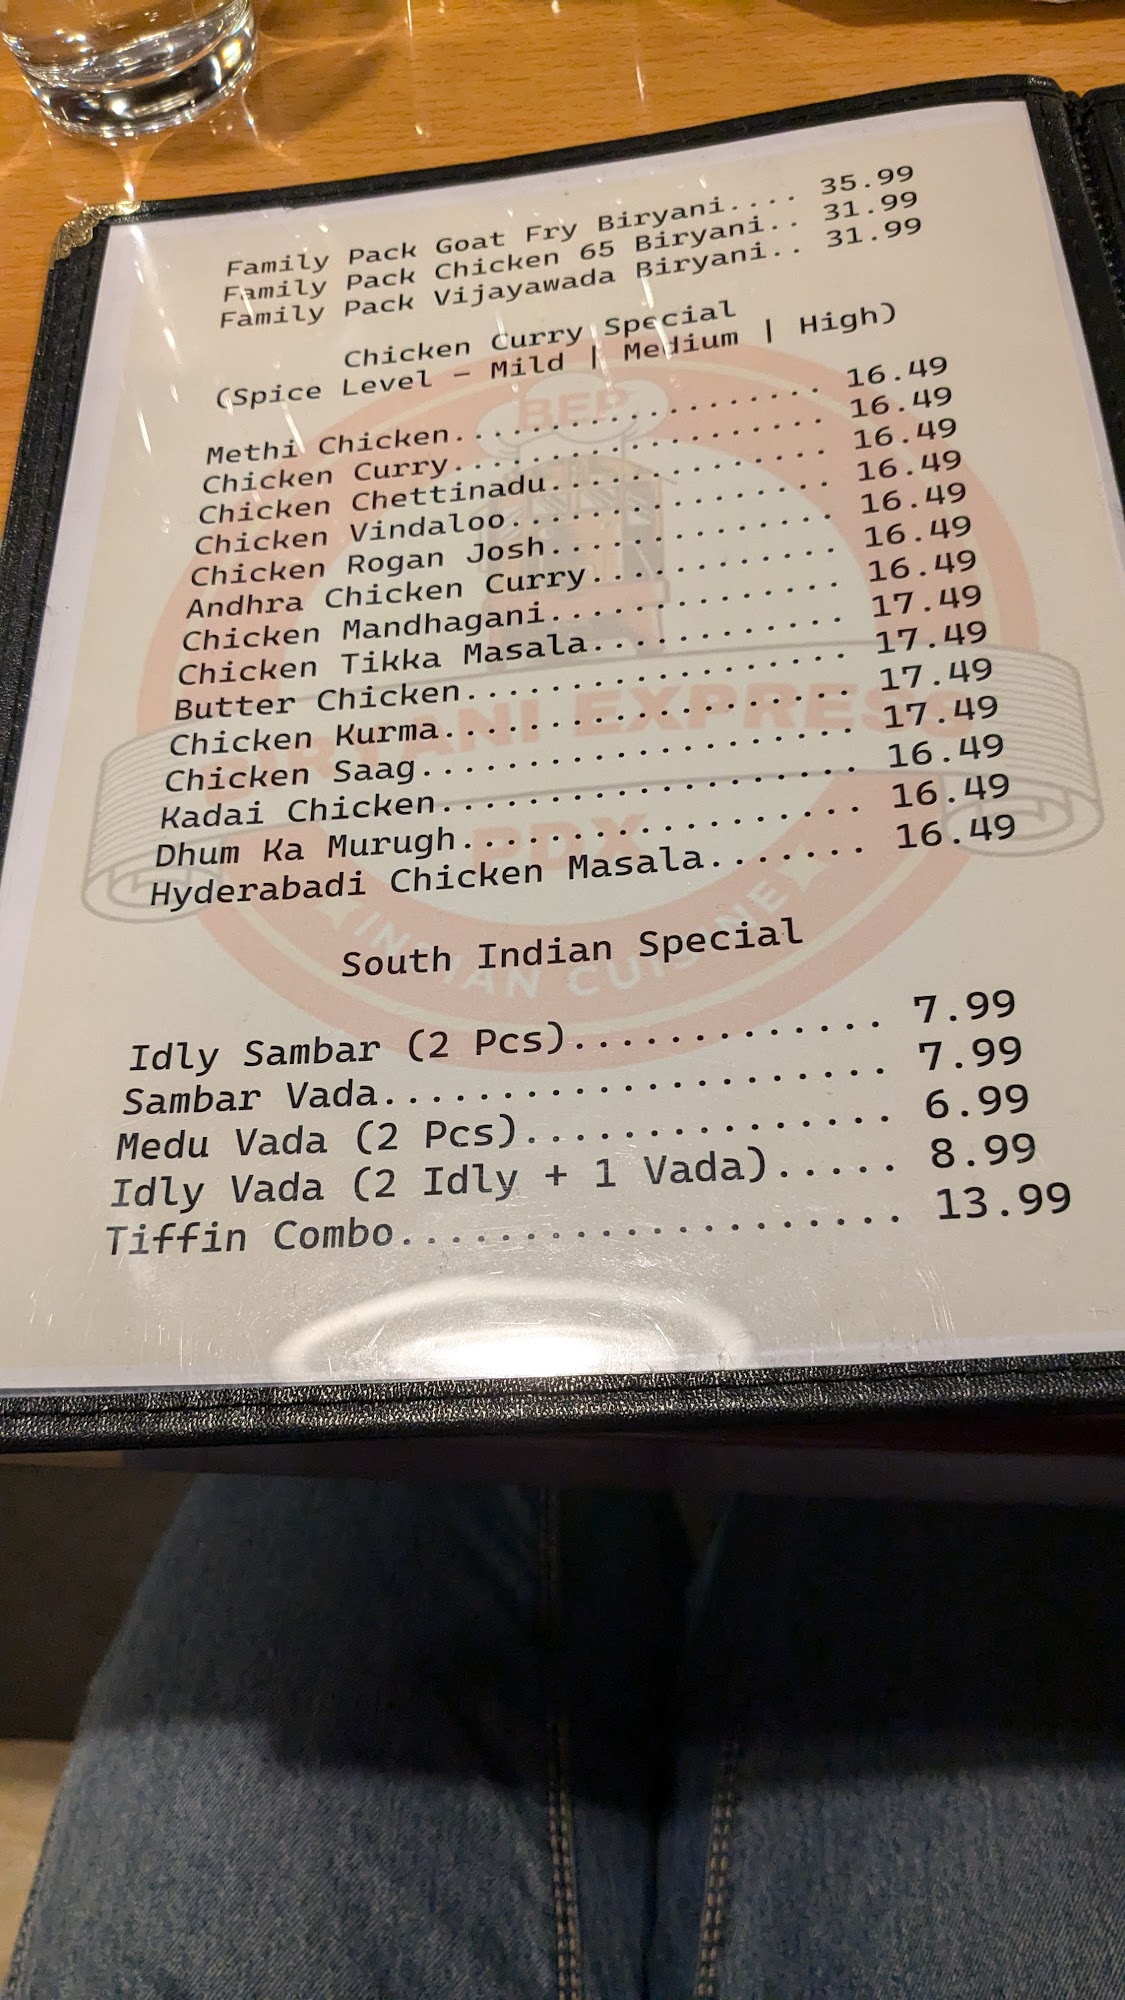 Family Pack Goat Fry Biryani.... 35.99
Family Pack Chicken 65 Biryani.. 31.99
Family Pack Vijayawada Biryani.. 31.99
Chicken Curry Special
(Spice Level – Mild | Medium | High)
Methi Chicken................. 16.49
Chicken Curry................. 16.49
Chicken Chettinadu............ 16.49
Chicken Vindaloo.............. 16.49
Chicken Rogan Josh............ 16.49
Andhra Chicken Curry.......... 16.49
Chicken Mandhagani............ 16.49
Chicken Tikka Masala.......... 17.49
Butter Chicken................ 17.49
Chicken Kurma................. 17.49
Chicken Saag.................. 17.49
Kadai Chicken................. 16.49
Dhum Ka Murugh................ 16.49
Hyderabadi Chicken Masala....... 16.49
South Indian Special
Idly Sambar (2 Pcs)............. 7.99
Sambar Vada.................... 7.99
Medu Vada (2 Pcs)............... 6.99
Idly Vada (2 Idly + 1 Vada)..... 8.99
Tiffin Combo................... 13.99
BEP
BIRYANI EXPRESS
PDX
INDIAN CUISINE